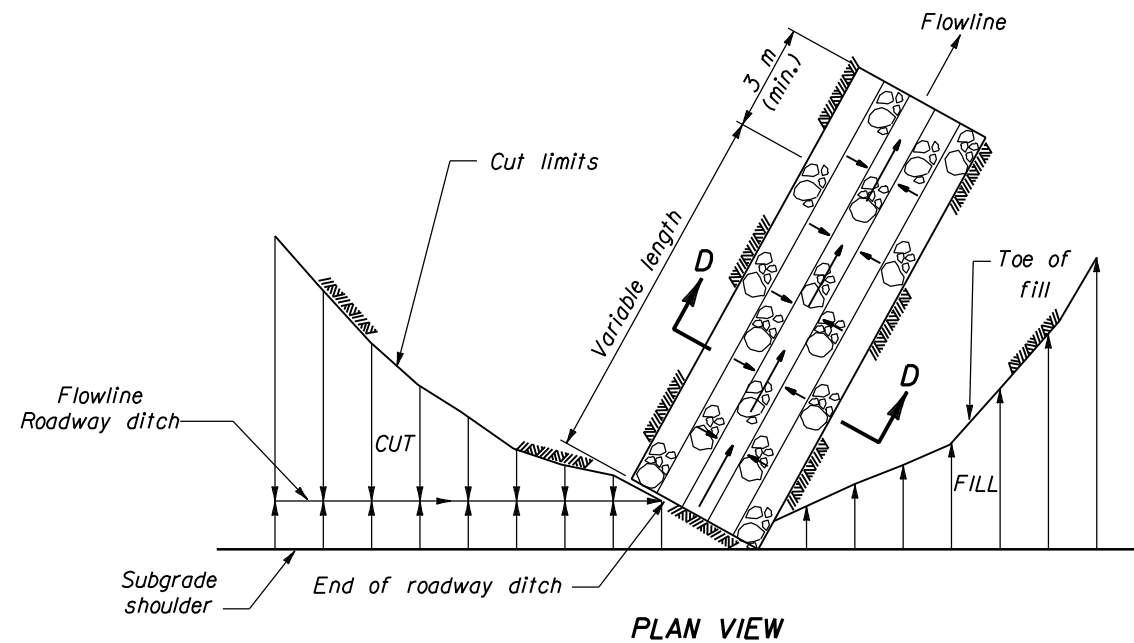 Flowline
3 m
(min.)
Cut limits
Variable length
D
Toe of
fill
Flowline
Roadway ditch
CUT
D
FILL
Subgrade
shoulder
End of roadway ditch
PLAN VIEW